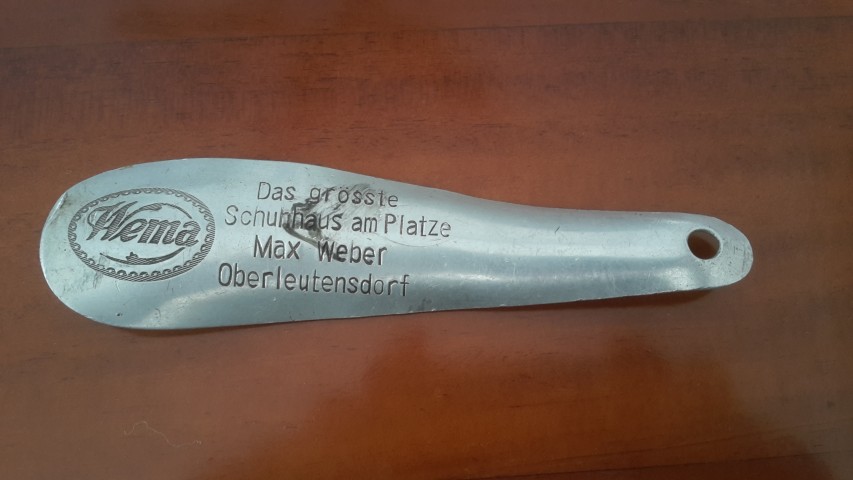 Wema
Das grösste
Schuhhaus am Platze
Max Weber
Oberleutensdorf